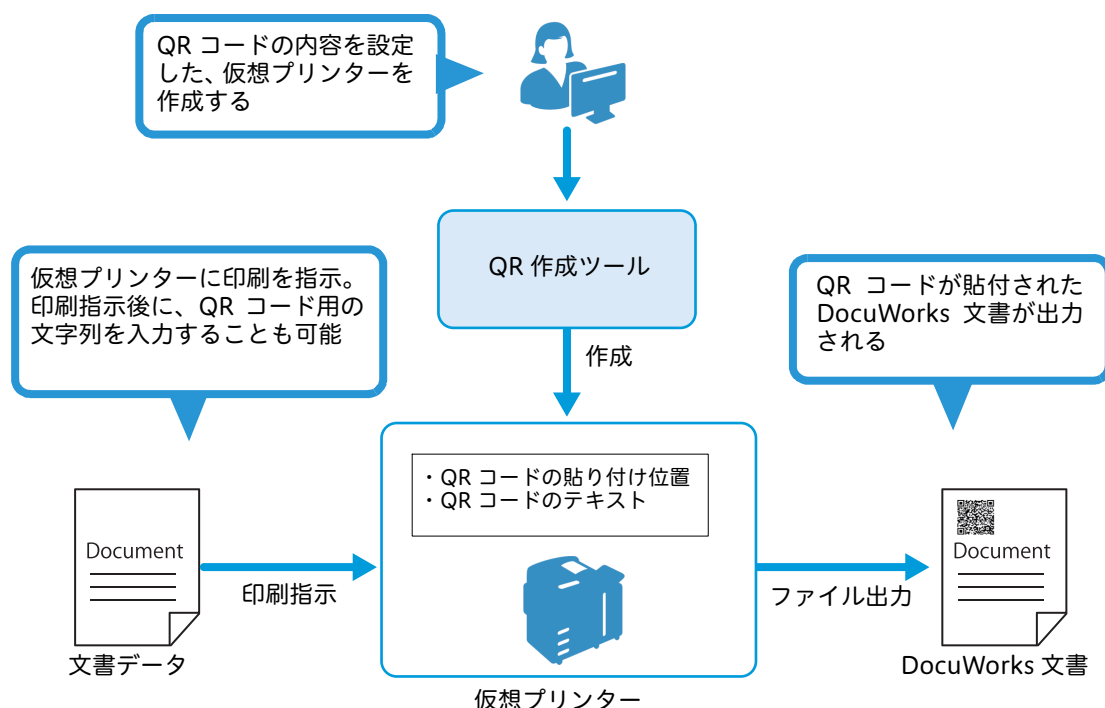 QR コードの内容を設定
した、仮想プリンターを
作成する
QR 作成ツール
仮想プリンターに印刷を指示。
印刷指示後に、QR コード用の
文字列を入力することも可能
QR コードが貼付された
DocuWorks 文書が出力
される
作成
・QR コードの貼り付け位置
・QR コードのテキスト
Document
印刷指示
ファイル出力
Document
文書データ
DocuWorks 文書
仮想プリンター